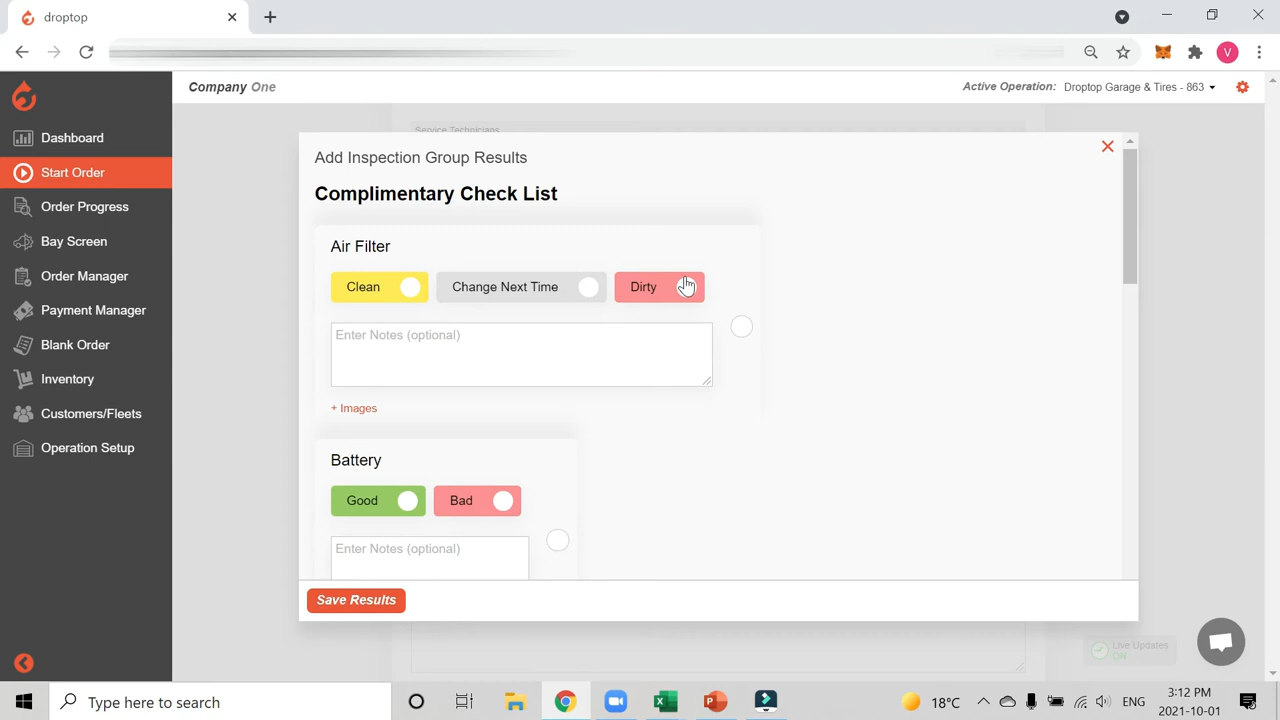 droptop
Company One
Active Operation: Droptop Garage & Tires - 863
Dashboard
Start Order
Order Progress
Bay Screen
Order Manager
Payment Manager
Blank Order
Inventory
Customers/Fleets
Operation Setup
Service Technicians
Add Inspection Group Results
Complimentary Check List
Air Filter
Clean
Change Next Time
Dirty
Enter Notes (optional)
+ Images
Battery
Good
Bad
Enter Notes (optional)
Save Results
Live Updates
ON
V
Type here to search
18°C
ENG
3:12 PM
2021-10-01